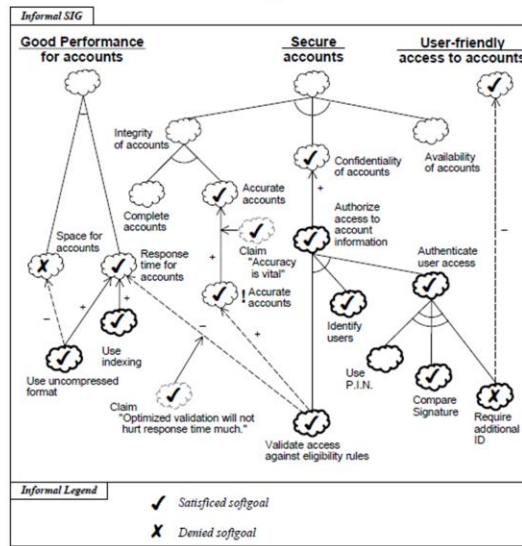 Informal SIG
Good Performance
for accounts
Secure
accounts
User-friendly
access to accounts
Integrity
of accounts
Confidentiality
of accounts
Availability
of accounts
Complete
accounts
Accurate
accounts
Authorize
access to
account
information
Claim
"Accuracy
is vital"
Space for
accounts
Response
time for
accounts
Authenticate
user access
! Accurate
accounts
Identify
users
Use
indexing
Use uncompressed
format
Use
P.I.N.
Compare
Signature
Require
additional
ID
Claim
"Optimized validation will not
hurt response time much."
Validate access
against eligibility rules
Informal Legend
Satisficed softgoal
Denied softgoal